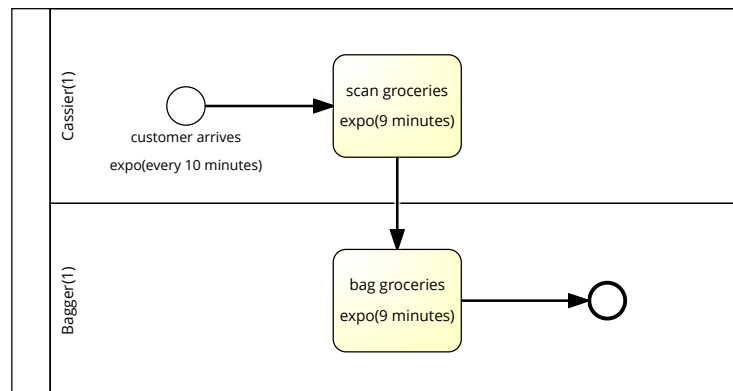 Cassier(1)
scan groceries
expo(9 minutes)
customer arrives
expo(every 10 minutes)
Bagger(1)
bag groceries
expo(9 minutes)